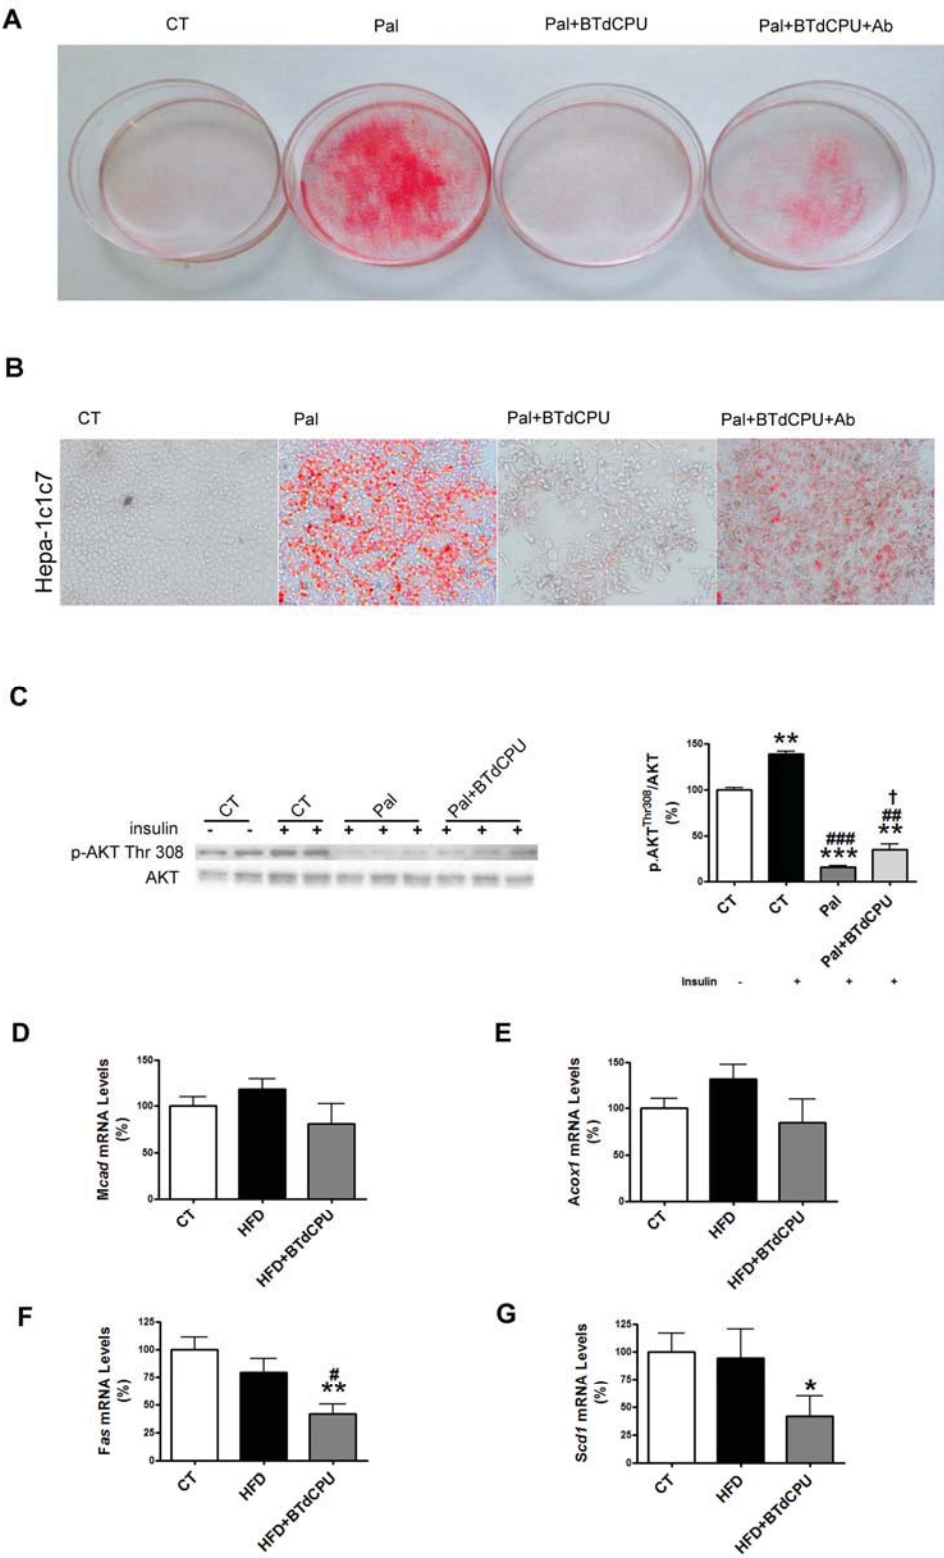 A
CT Pal Pal+BTdCPU Pal+BTdCPU+Ab
B
CT Pal Pal+BTdCPU Pal+BTdCPU+Ab
Hepa-1c1c7
C
CT CT Pal Pal+BTdCPU
insulin - - + + + + + + + +
p-AKT Thr 308
AKT
p.AKTThr308/AKT
(%)
150
100
50
0
**
###
***
†
##
**
CT CT Pal Pal+BTdCPU
Insulin - + + +
D
Mcad mRNA Levels
(%)
150
100
50
0
CT HFD HFD+BTdCPU
E
Acox1 mRNA Levels
(%)
150
100
50
0
CT HFD HFD+BTdCPU
F
Fas mRNA Levels
(%)
125
100
75
50
25
0
#
**
CT HFD HFD+BTdCPU
G
Scd1 mRNA Levels
(%)
125
100
75
50
25
0
*
CT HFD HFD+BTdCPU